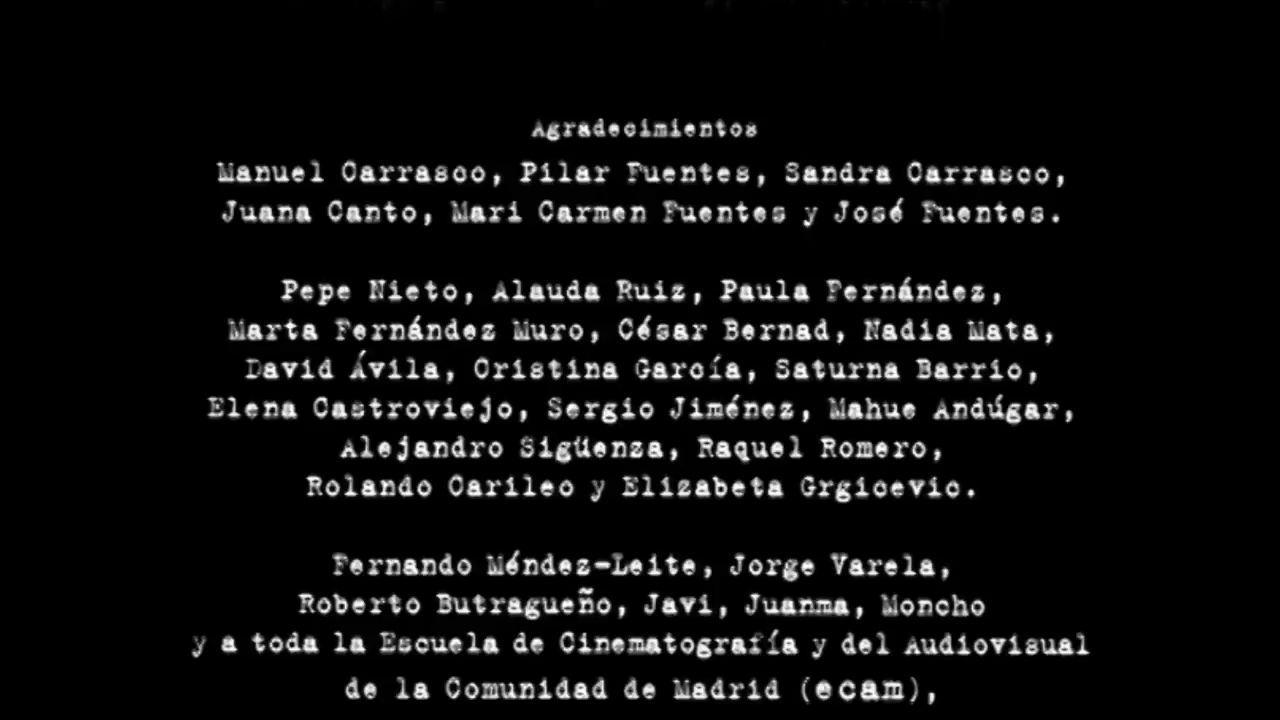 Agradecimientos
Manuel Carrasco, Pilar Fuentes, Sandra Carrasco,
Juana Canto, Mari Carmen Fuentes y José Fuentes.
Pepe Nieto, Alauda Ruiz, Paula Fernández,
Marta Fernández Muro, César Bernad, Nadia Mata,
David Ávila, Cristina García, Saturna Barrio,
Elena Castroviejo, Sergio Jiménez, Mahue Andúgar,
Alejandro Sigüenza, Raquel Romero,
Rolando Carileo y Elizabeta Grgicevic.
Fernando Méndez-Leite, Jorge Varela,
Roberto Butragueño, Javi, Juanma, Moncho
y a toda la Escuela de Cinematografía y del Audiovisual
de la Comunidad de Madrid (ecam),